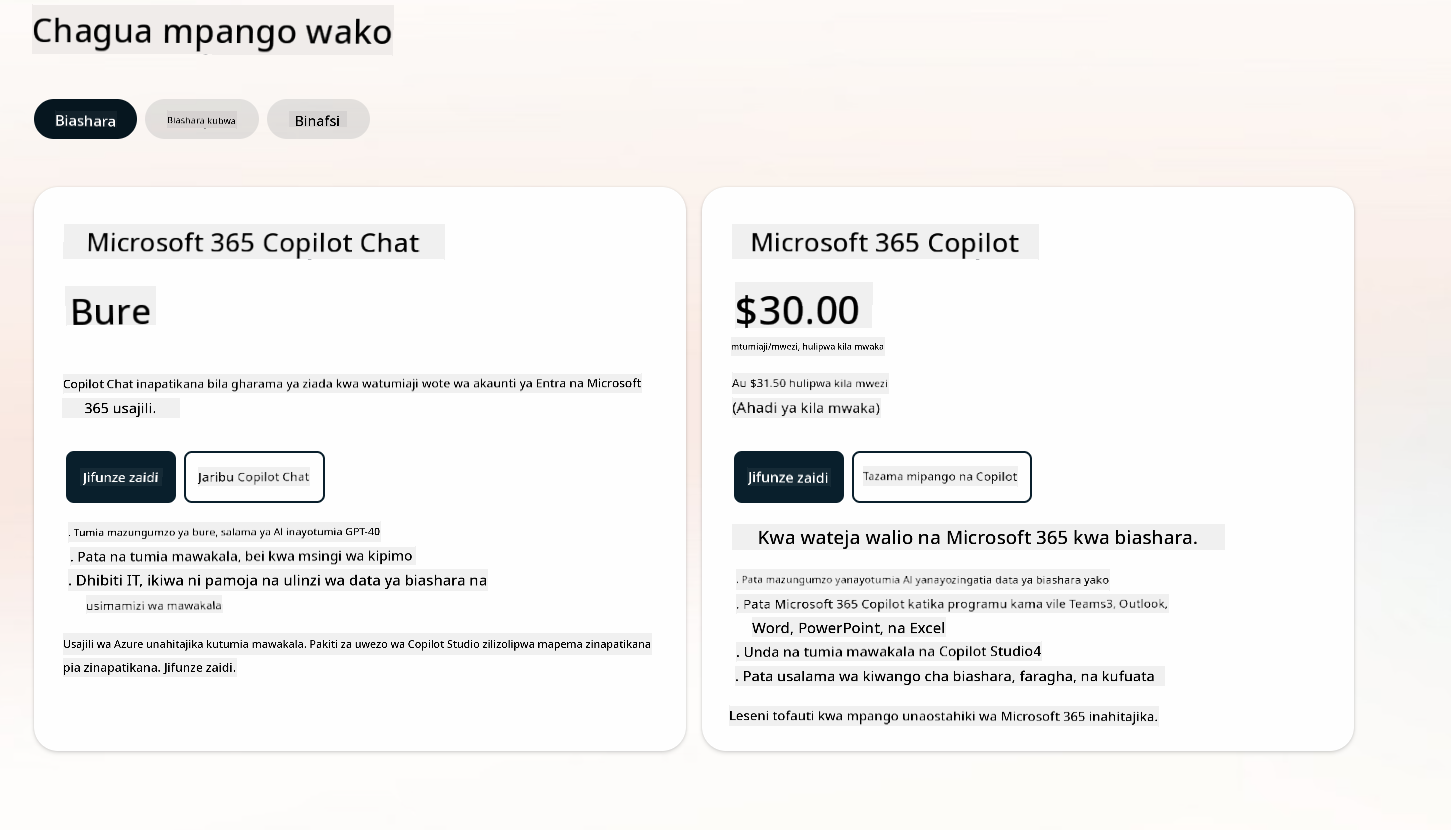 Chagua mpango wako
Biashara
Biashara kubwa
Binafsi
Microsoft 365 Copilot Chat
Bure
Copilot Chat inapatikana bila gharama ya ziada kwa watumiaji wote wa akaunti ya Entra na Microsoft
365 usajili.
Jifunze zaidi
Jaribu Copilot Chat
. Tumia mazungumzo ya bure, salama ya AI inayotumia GPT-40
. Pata na tumia mawakala, bei kwa msingi wa kipimo
. Dhibiti IT, ikiwa ni pamoja na ulinzi wa data ya biashara na
usimamizi wa mawakala
Usajili wa Azure unahitajika kutumia mawakala. Pakiti za uwezo wa Copilot Studio zilizolipwa mapema zinapatikana
pia zinapatikana. Jifunze zaidi.
Microsoft 365 Copilot
$30.00
mtumiaji/mwezi, hulipwa kila mwaka
Au $31.50 hulipwa kila mwezi
(Ahadi ya kila mwaka)
Jifunze zaidi
Tazama mipango na Copilot
Kwa wateja walio na Microsoft 365 kwa biashara.
. Pata mazungumzo yanayotumia AI yanayozingatia data ya biashara yako
. Pata Microsoft 365 Copilot katika programu kama vile Teams3, Outlook,
Word, PowerPoint, na Excel
. Unda na tumia mawakala na Copilot Studio4
. Pata usalama wa kiwango cha biashara, faragha, na kufuata
Leseni tofauti kwa mpango unaostahiki wa Microsoft 365 inahitajika.